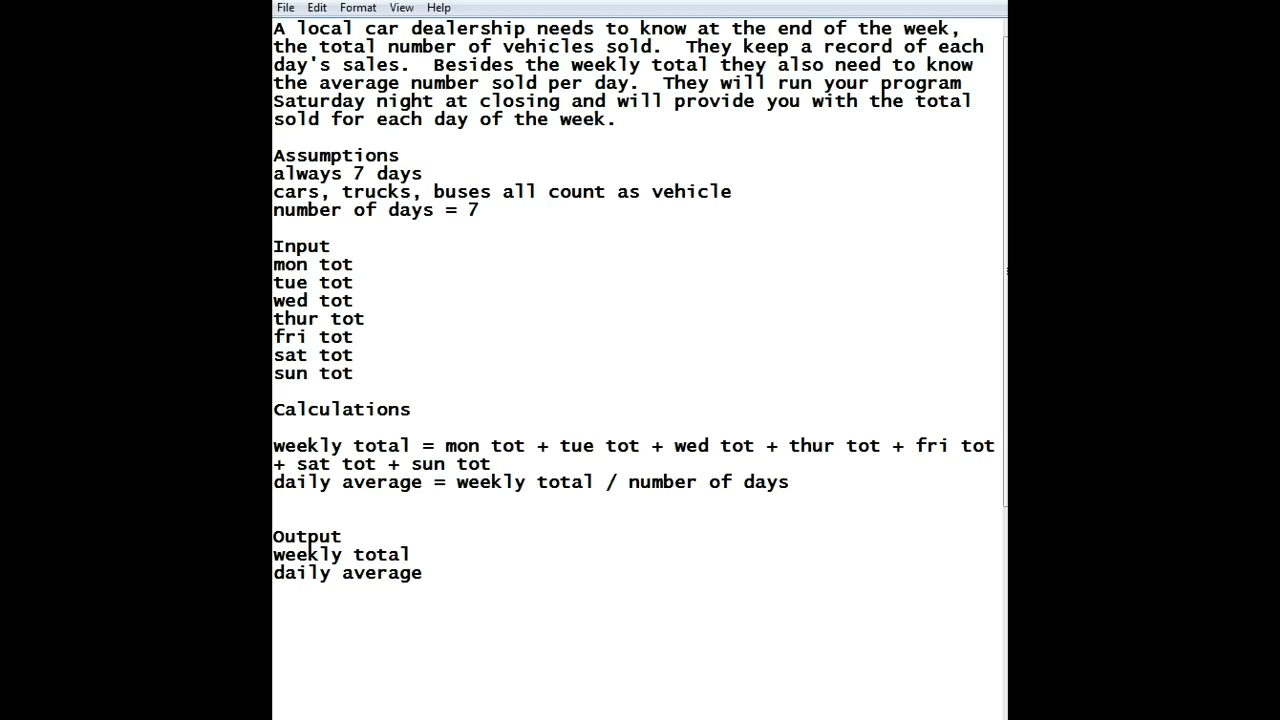 File Edit Format View Help
A local car dealership needs to know at the end of the week,
the total number of vehicles sold.  They keep a record of each
day's sales.  Besides the weekly total they also need to know
the average number sold per day.  They will run your program
Saturday night at closing and will provide you with the total
sold for each day of the week.
Assumptions
always 7 days
cars, trucks, buses all count as vehicle
number of days = 7
Input
mon tot
tue tot
wed tot
thur tot
fri tot
sat tot
sun tot
Calculations
weekly total = mon tot + tue tot + wed tot + thur tot + fri tot
+ sat tot + sun tot
daily average = weekly total / number of days
Output
weekly total
daily average